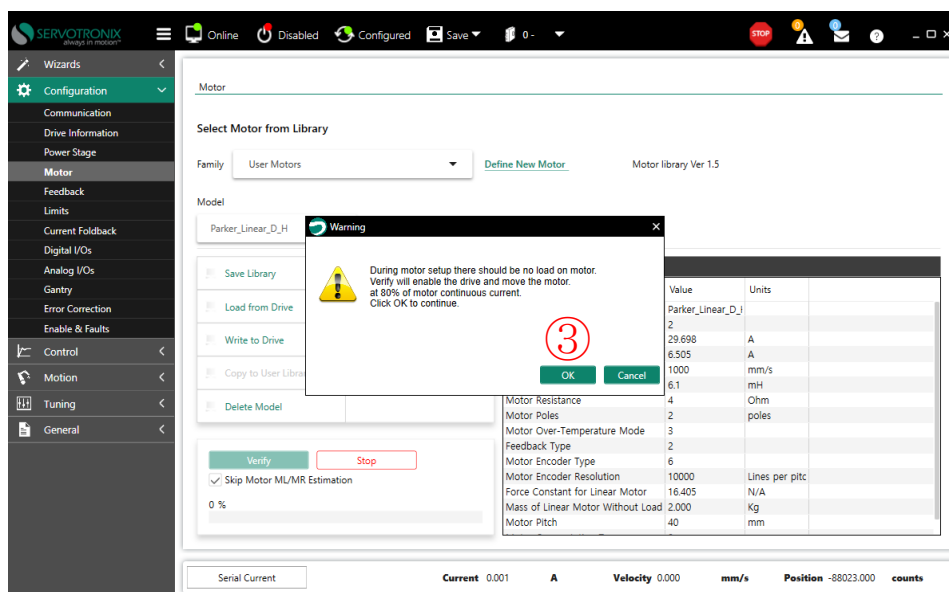 SERVOTRONIX
always in motion™
Online
Disabled
Configured
Save
0 -
STOP
0
0
?
Wizards
Configuration
Communication
Drive Information
Power Stage
Motor
Feedback
Limits
Current Foldback
Digital I/Os
Analog I/Os
Gantry
Error Correction
Enable & Faults
Control
Motion
Tuning
General
Motor
Select Motor from Library
Family User Motors Define New Motor Motor library Ver 1.5
Model
Parker_Linear_D_H
Save Library
Load from Drive
Write to Drive
Copy to User Libra
Delete Model
Verify Stop
Skip Motor ML/MR Estimation
0 %
Warning
During motor setup there should be no load on motor.
Verify will enable the drive and move the motor.
at 80% of motor continuous current.
Click OK to continue.
③
OK Cancel
Value Units
Parker_Linear_D_H
2
29.698 A
6.505 A
1000 mm/s
6.1 mH
Motor Resistance 4 Ohm
Motor Poles 2 poles
Motor Over-Temperature Mode 3
Feedback Type 2
Motor Encoder Type 6
Motor Encoder Resolution 10000 Lines per pitc
Force Constant for Linear Motor 16.405 N/A
Mass of Linear Motor Without Load 2.000 Kg
Motor Pitch 40 mm
Serial Current Current 0.001 A Velocity 0.000 mm/s Position -88023.000 counts